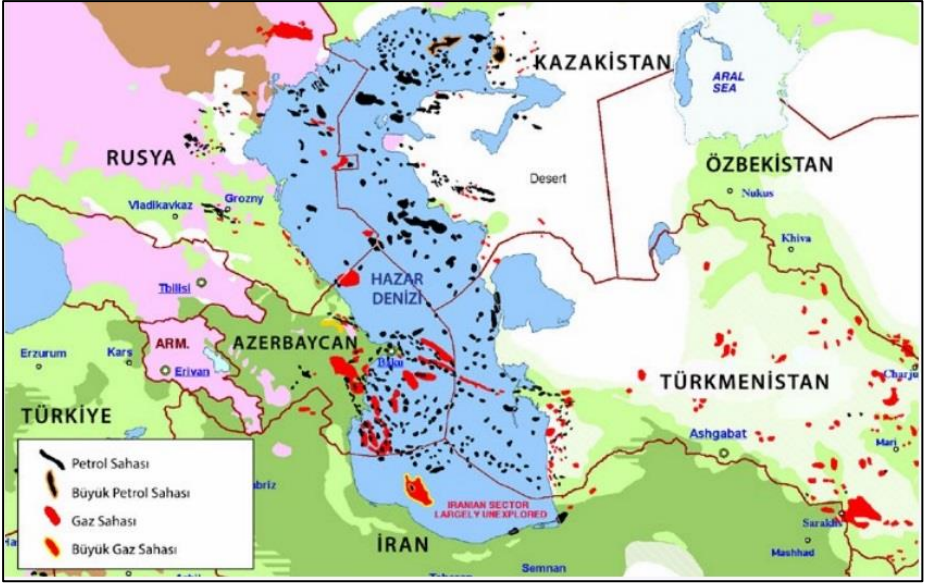 KAZAKİSTAN
ARAL
SEA
RUSYA
Desert
ÖZBEKİSTAN
Nukus
Vladikavkaz
Grozny
Khiva
Tbilisi
HAZAR
DENİZİ
ARM.
AZERBAYCAN
Erzurum
Kars
Erivan
Baku
TÜRKMENİSTAN
Charju
TÜRKİYE
Ashgabat
Mari
Petrol Sahası
Büyük Petrol Sahası
Gaz Sahası
Büyük Gaz Sahası
IRANIAN SECTOR
LARGELY UNEXPLORED
Saraklis
İRAN
Mashhad
Semnan